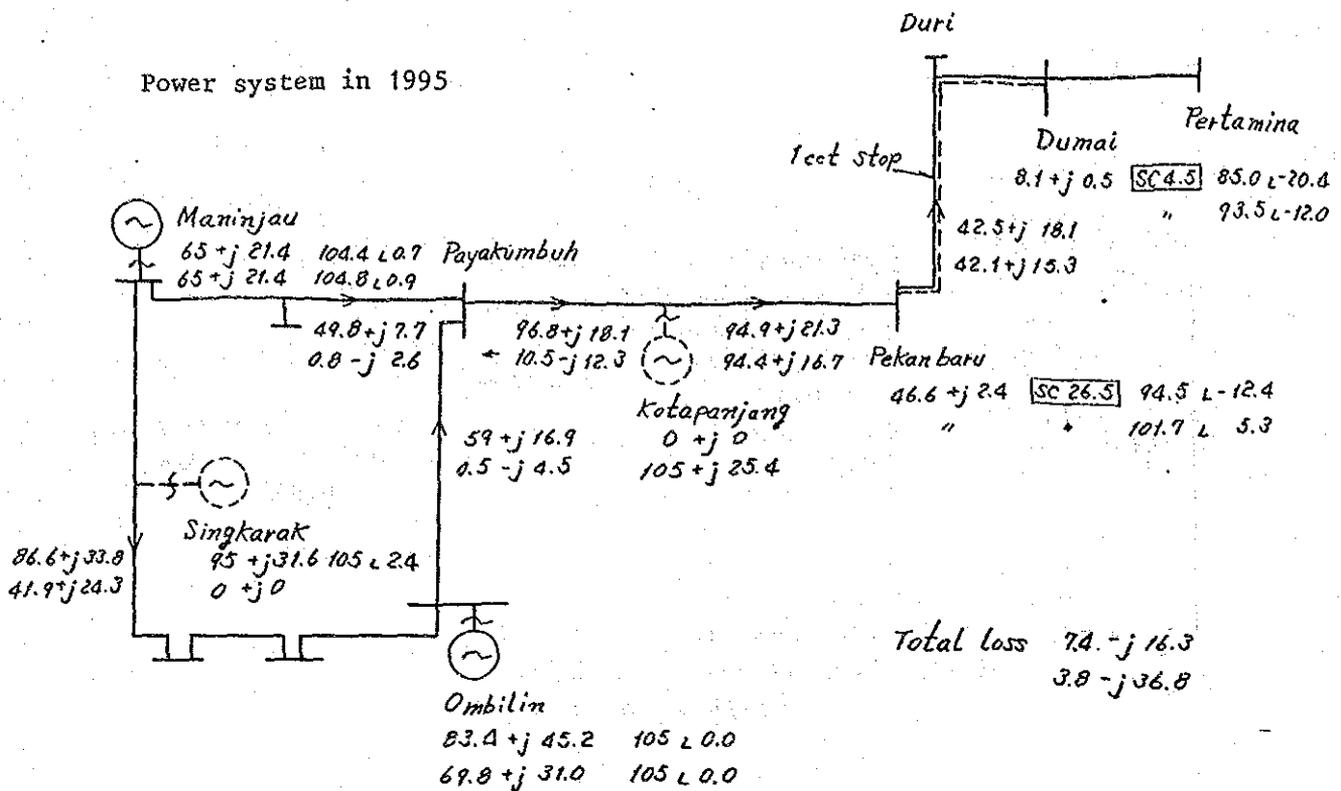 Duri
Power system in 1995
Pertamina
Dumai
1cct stop
8.1+j 0.5 SC 4.5 85.0 ∠-20.4
〃 93.5 ∠-12.0
42.5+j 18.1
42.1+j 15.3
Maninjau
65 +j 21.4 104.4 ∠0.7 Payakumbuh
65 +j 21.4 104.8 ∠0.9
49.8+j 7.7
0.8 -j 2.6
96.8+j 18.1
← 10.5-j 12.3
94.9+j 21.3
94.4+j 16.7
Pekanbaru
46.6 +j 2.4 SC 26.5 94.5 ∠-12.4
〃 〃 101.7 ∠ 5.3
Kotapanjang
0 +j 0
105 +j 25.4
59 +j 16.9
0.5 -j 4.5
Singkarak
95 +j 31.6 105 ∠ 2.4
0 +j 0
86.6+j 33.8
41.9+j 24.3
Total loss 7.4 -j 16.3
3.8 -j 36.8
Ombilin
83.4 +j 45.2 105 ∠ 0.0
69.8 +j 31.0 105 ∠ 0.0